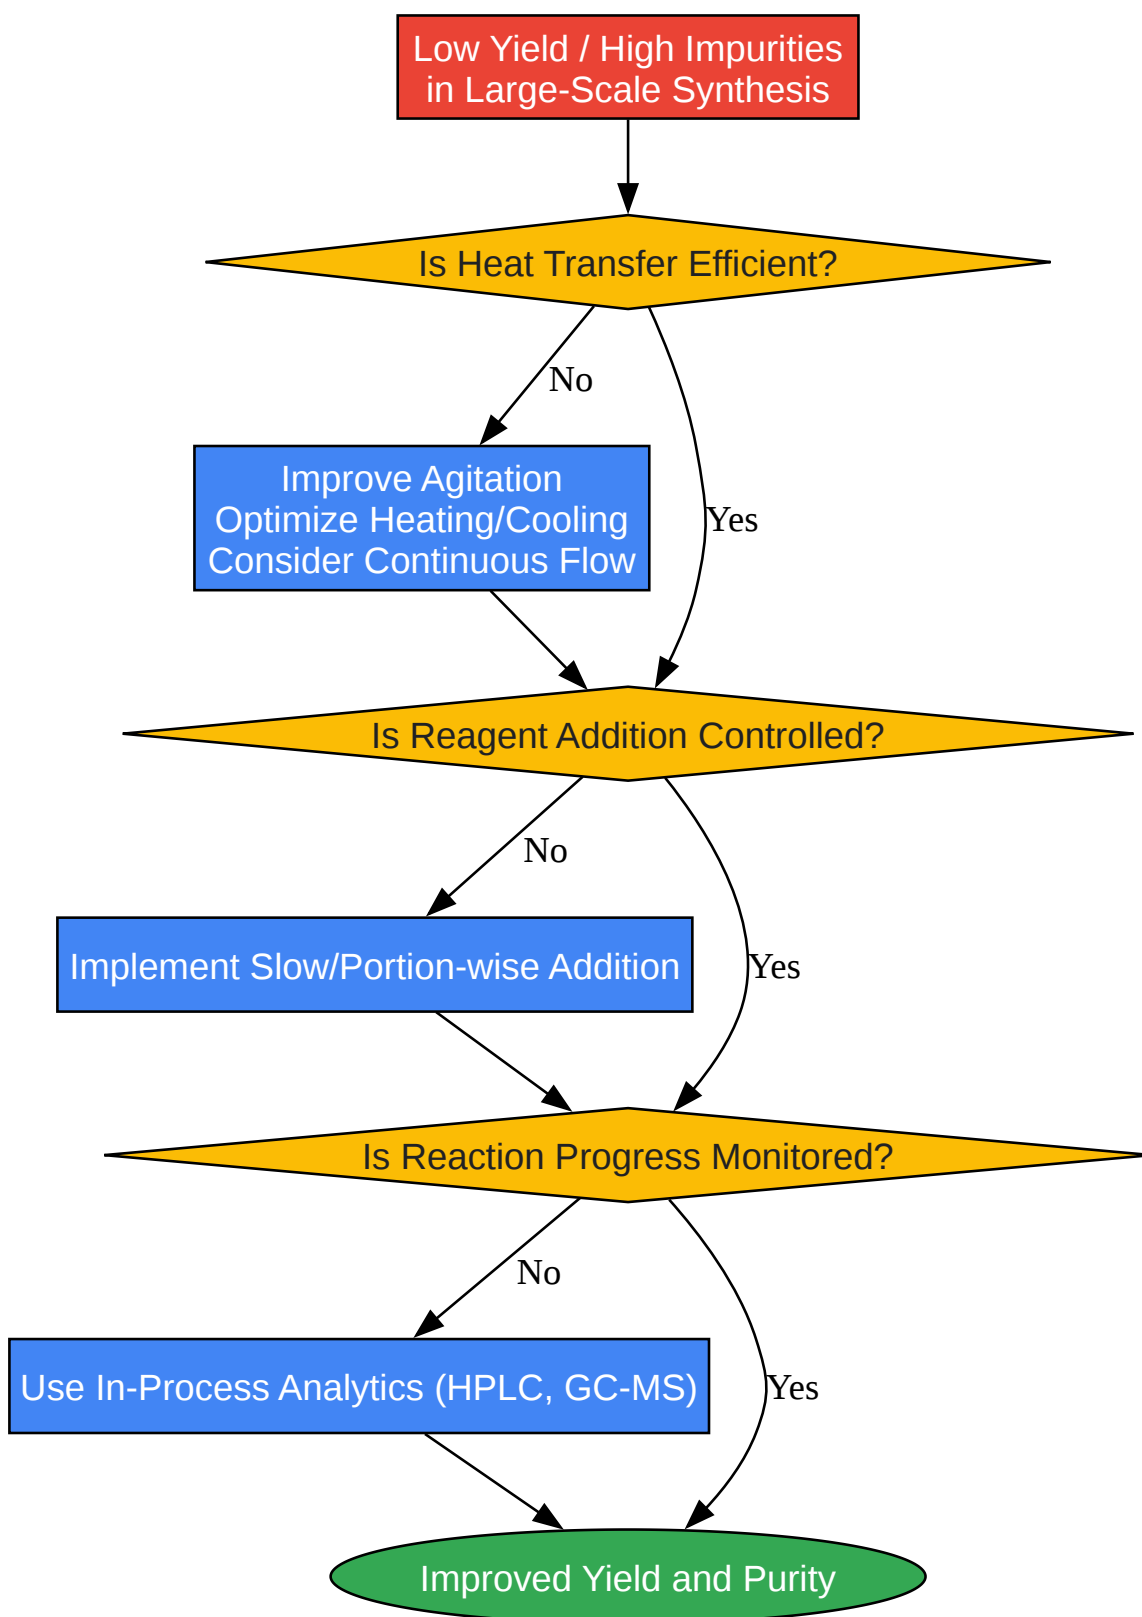 Low Yield / High Impurities
in Large-Scale Synthesis
Is Heat Transfer Efficient?
No
Improve Agitation
Optimize Heating/Cooling
Consider Continuous Flow
Yes
Is Reagent Addition Controlled?
No
Implement Slow/Portion-wise Addition
Yes
Is Reaction Progress Monitored?
No
Use In-Process Analytics (HPLC, GC-MS)
Yes
Improved Yield and Purity